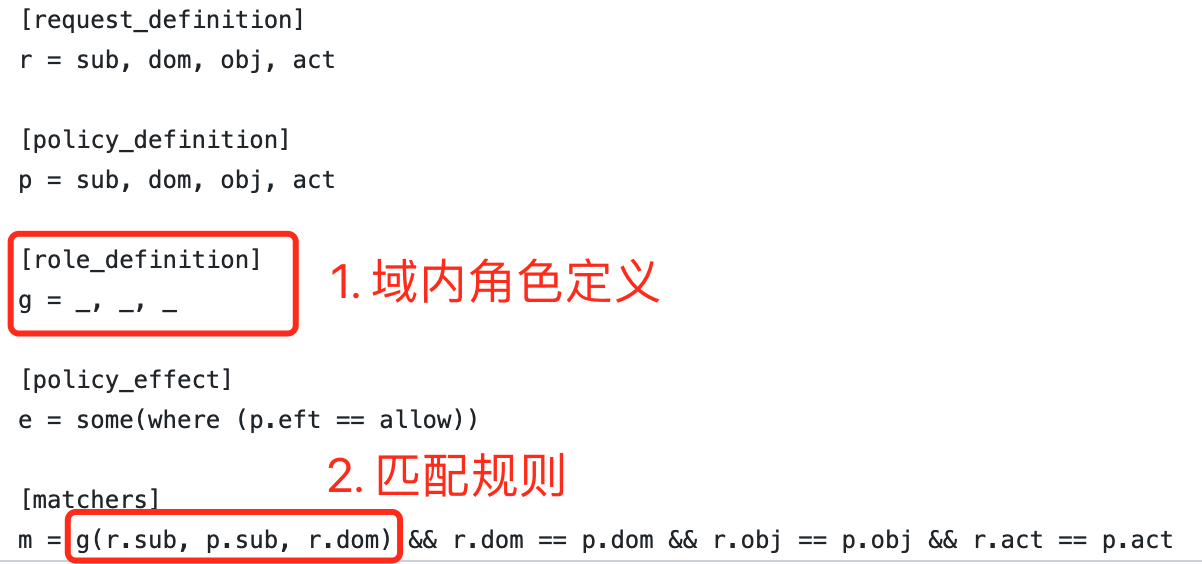 [request_definition]
r = sub, dom, obj, act
[policy_definition]
p = sub, dom, obj, act
[role_definition]
g = _, _, _
1. 域内角色定义
[policy_effect]
e = some(where (p.eft == allow))
2. 匹配规则
[matchers]
m = g(r.sub, p.sub, r.dom) && r.dom == p.dom && r.obj == p.obj && r.act == p.act